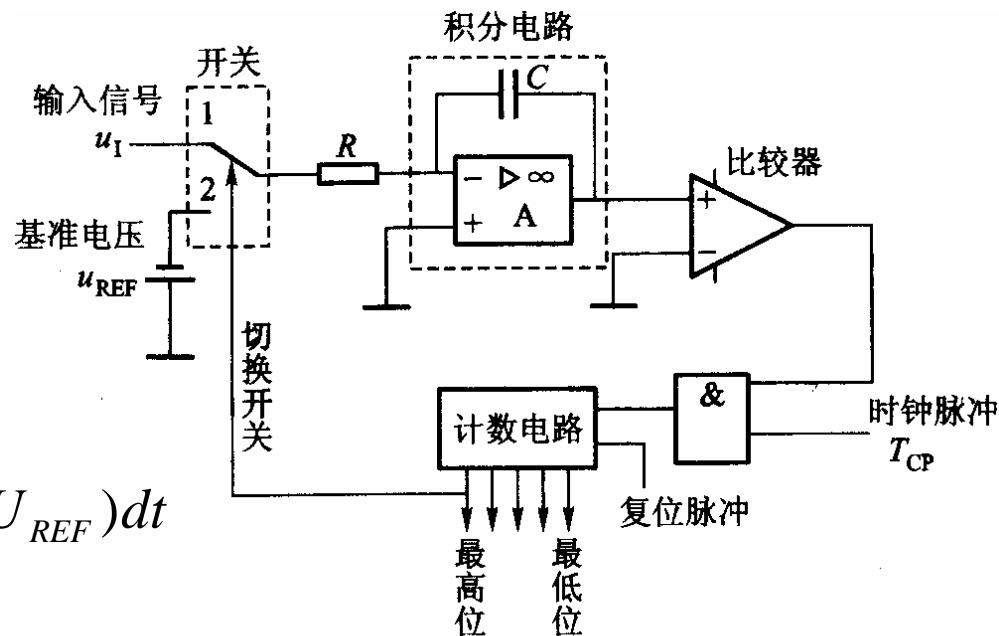 积分电路
开关
C
输入信号
1
u_I
R
− ▷ ∞
比较器
2
+ A
+
基准电压
−
u_REF
切换开关
&
计数电路
时钟脉冲
T_CP
复位脉冲
U_REF)dt
最高位
最低位